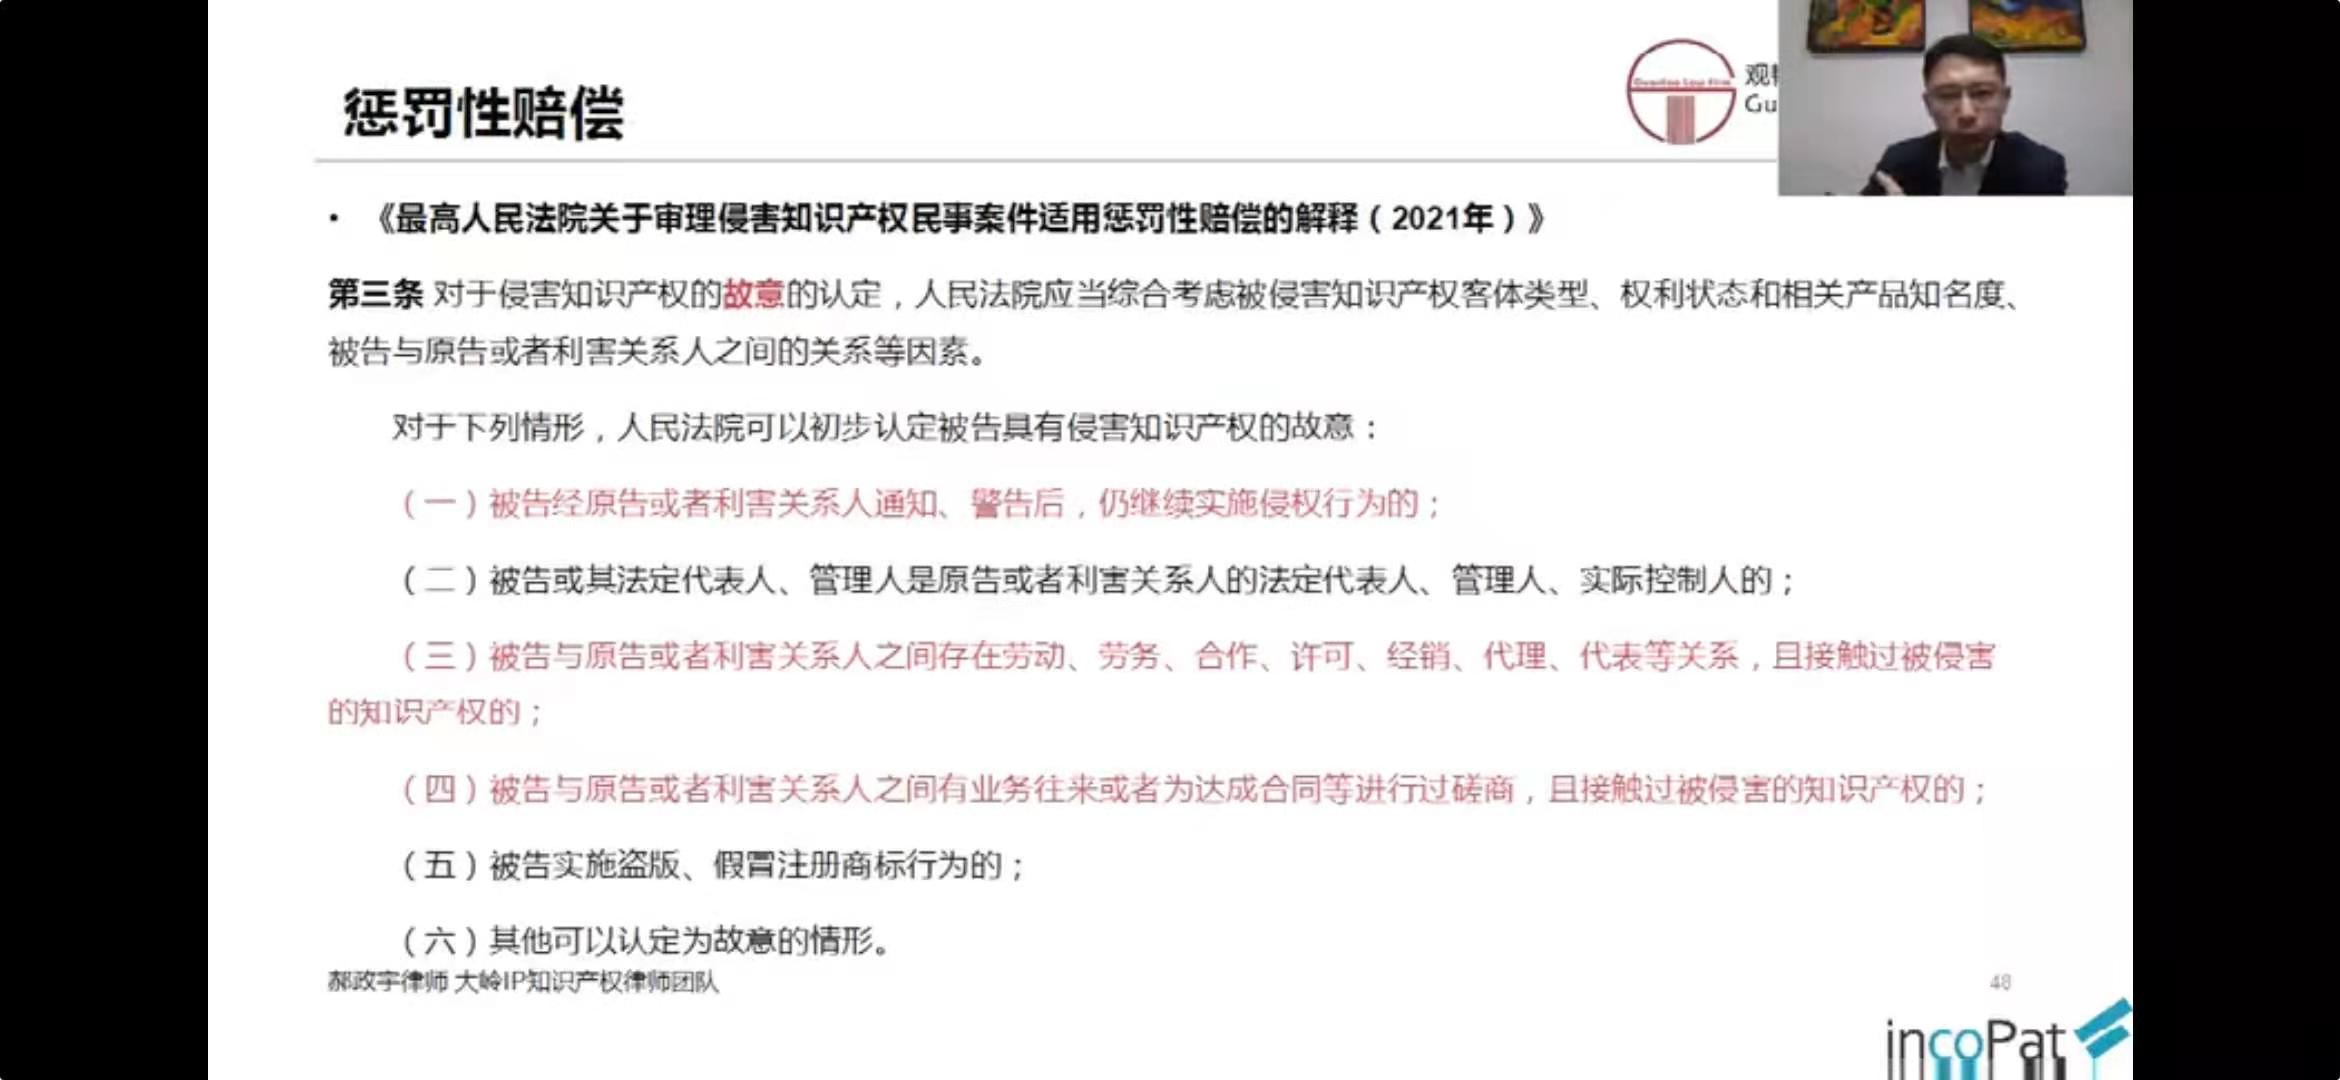 惩罚性赔偿
Guantao Law Firm
观
Gu
• 《最高人民法院关于审理侵害知识产权民事案件适用惩罚性赔偿的解释（2021年）》
第三条 对于侵害知识产权的故意的认定，人民法院应当综合考虑被侵害知识产权客体类型、权利状态和相关产品知名度、
被告与原告或者利害关系人之间的关系等因素。
对于下列情形，人民法院可以初步认定被告具有侵害知识产权的故意：
（一）被告经原告或者利害关系人通知、警告后，仍继续实施侵权行为的；
（二）被告或其法定代表人、管理人是原告或者利害关系人的法定代表人、管理人、实际控制人的；
（三）被告与原告或者利害关系人之间存在劳动、劳务、合作、许可、经销、代理、代表等关系，且接触过被侵害
的知识产权的；
（四）被告与原告或者利害关系人之间有业务往来或者为达成合同等进行过磋商，且接触过被侵害的知识产权的；
（五）被告实施盗版、假冒注册商标行为的；
（六）其他可以认定为故意的情形。
郝政宇律师 大岭IP知识产权律师团队
48
incoPat